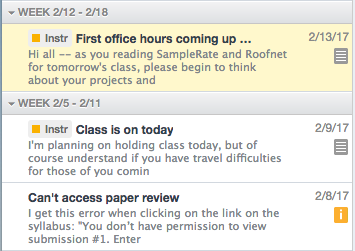 WEEK 2/12 - 2/18
Instr First office hours coming up ... 2/13/17
Hi all –– as you reading SampleRate and Roofnet
for tomorrow's class, please begin to think
about your projects and
WEEK 2/5 - 2/11
Instr Class is on today 2/9/17
I'm planning on holding class today, but of
course understand if you have travel difficulties
for those of you comin
Can't access paper review 2/8/17
I get this error when clicking on the link on the
syllabus: "You don't have permission to view
submission #1. Enter
i